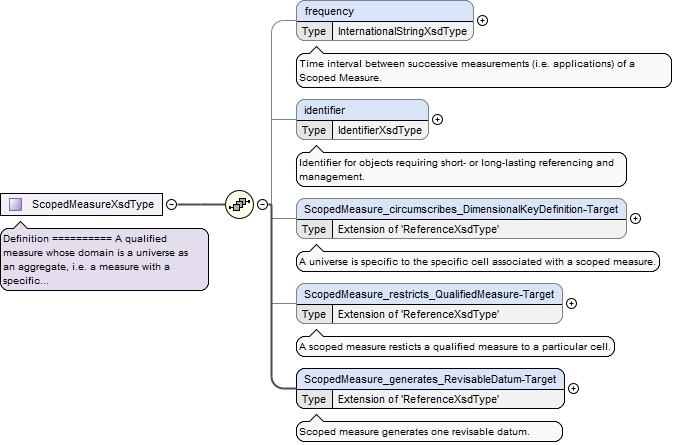 frequency
Type InternationalStringXsdType
Time interval between successive measurements (i.e. applications) of a
Scoped Measure.
identifier
Type IdentifierXsdType
Identifier for objects requiring short- or long-lasting referencing and
management.
ScopedMeasureXsdType
Definition ========== A qualified
measure whose domain is a universe as
an aggregate, i.e. a measure with a
specific...
ScopedMeasure_circumscribes_DimensionalKeyDefinition-Target
Type Extension of 'ReferenceXsdType'
A universe is specific to the specific cell associated with a scoped measure.
ScopedMeasure_restricts_QualifiedMeasure-Target
Type Extension of 'ReferenceXsdType'
A scoped measure resticts a qualified measure to a particular cell.
ScopedMeasure_generates_RevisableDatum-Target
Type Extension of 'ReferenceXsdType'
Scoped measure generates one revisable datum.